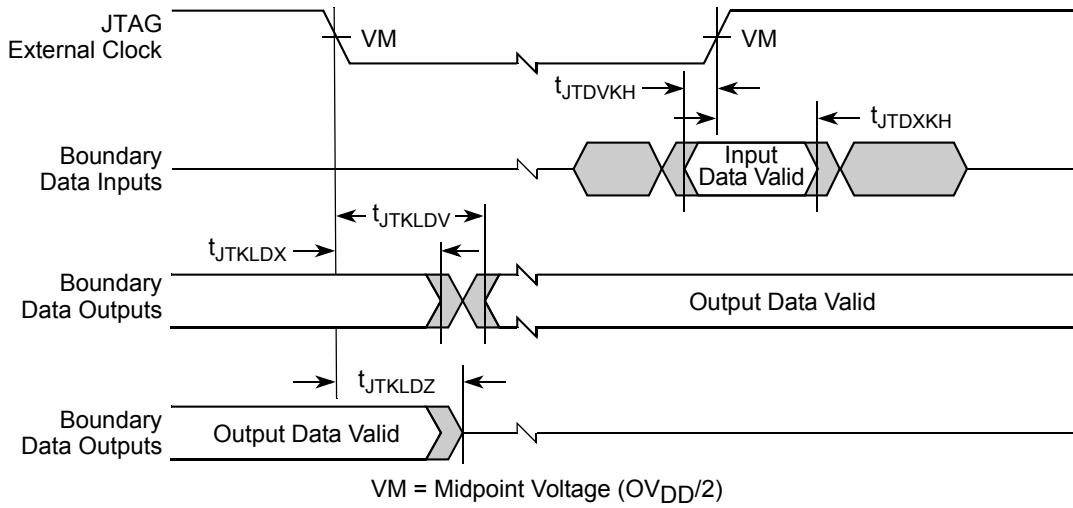 JTAG
External Clock
VM
VM
tJTDVKH
tJTDXKH
Boundary
Data Inputs
Input
Data Valid
tJTKLDV
tJTKLDX
Boundary
Data Outputs
Output Data Valid
tJTKLDZ
Boundary
Data Outputs
Output Data Valid
VM = Midpoint Voltage (OVDD/2)